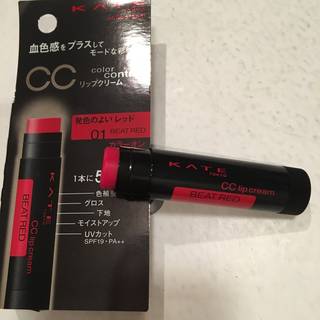 KATE
血色感をプラスして
モードな彩
CC
color
cont
リップクリーム
発色のよいレッド
01 BEAT RED
1本に5
色補
グロス
下地
モイストアップ
UVカット
SPF19・PA++
CC lip cream
BEAT RED
KATE
TOKYO
CC lip cream
BEAT RED